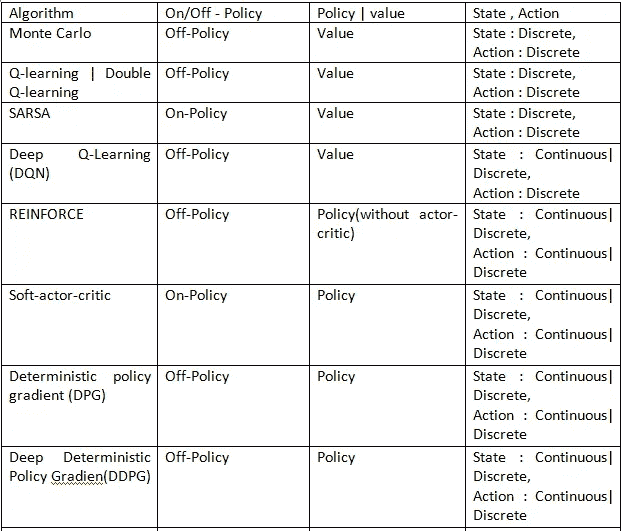 Algorithm On/Off - Policy Policy | value State , Action
Monte Carlo Off-Policy Value State : Discrete,
Action : Discrete
Q-learning | Double Off-Policy Value State : Discrete,
Q-learning Action : Discrete
SARSA On-Policy Value State : Discrete,
Action : Discrete
Deep Q-Learning Off-Policy Value State : Continuous|
(DQN) Discrete,
Action : Discrete
REINFORCE Off-Policy Policy(without actor- State : Continuous|
critic) Discrete,
Action : Continuous|
Discrete
Soft-actor-critic On-Policy Policy State : Continuous|
Discrete,
Action : Continuous|
Discrete
Deterministic policy Off-Policy Policy State : Continuous|
gradient (DPG) Discrete,
Action : Continuous|
Discrete
Deep Deterministic Off-Policy Policy State : Continuous|
Policy Gradien(DDPG) Discrete,
Action : Continuous|
Discrete